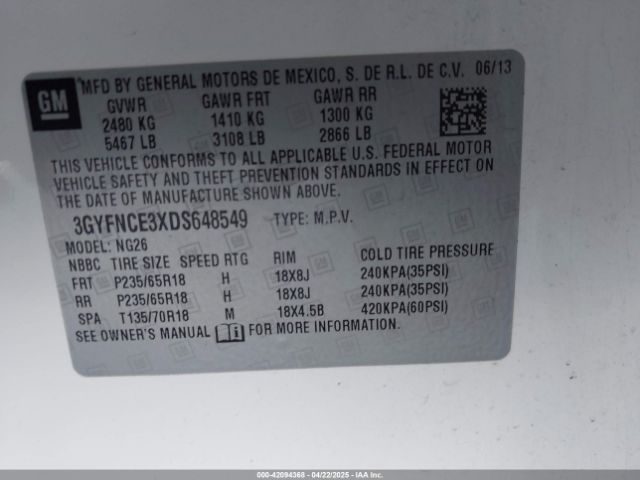 GM
*MFD BY GENERAL MOTORS DE MEXICO, S. DE R.L. DE C.V. 06/13
GVWR GAWR FRT GAWR RR
2480 KG 1410 KG 1300 KG
5467 LB 3108 LB 2866 LB
THIS VEHICLE CONFORMS TO ALL APPLICABLE U.S. FEDERAL MOTOR
VEHICLE SAFETY AND THEFT PREVENTION STANDARDS IN EFFECT ON
THE DATE OF MANUFACTURE SHOWN ABOVE.
3GYFNCE3XDS648549 TYPE: M.P.V.
MODEL: NG26
NBBC TIRE SIZE SPEED RTG RIM COLD TIRE PRESSURE
FRT P235/65R18 H 18X8J 240KPA(35PSI)
RR P235/65R18 H 18X8J 240KPA(35PSI)
SPA T135/70R18 M 18X4.5B 420KPA(60PSI)
SEE OWNER'S MANUAL FOR MORE INFORMATION.
000-42094368 - 04/22/2025 - IAAI.COM